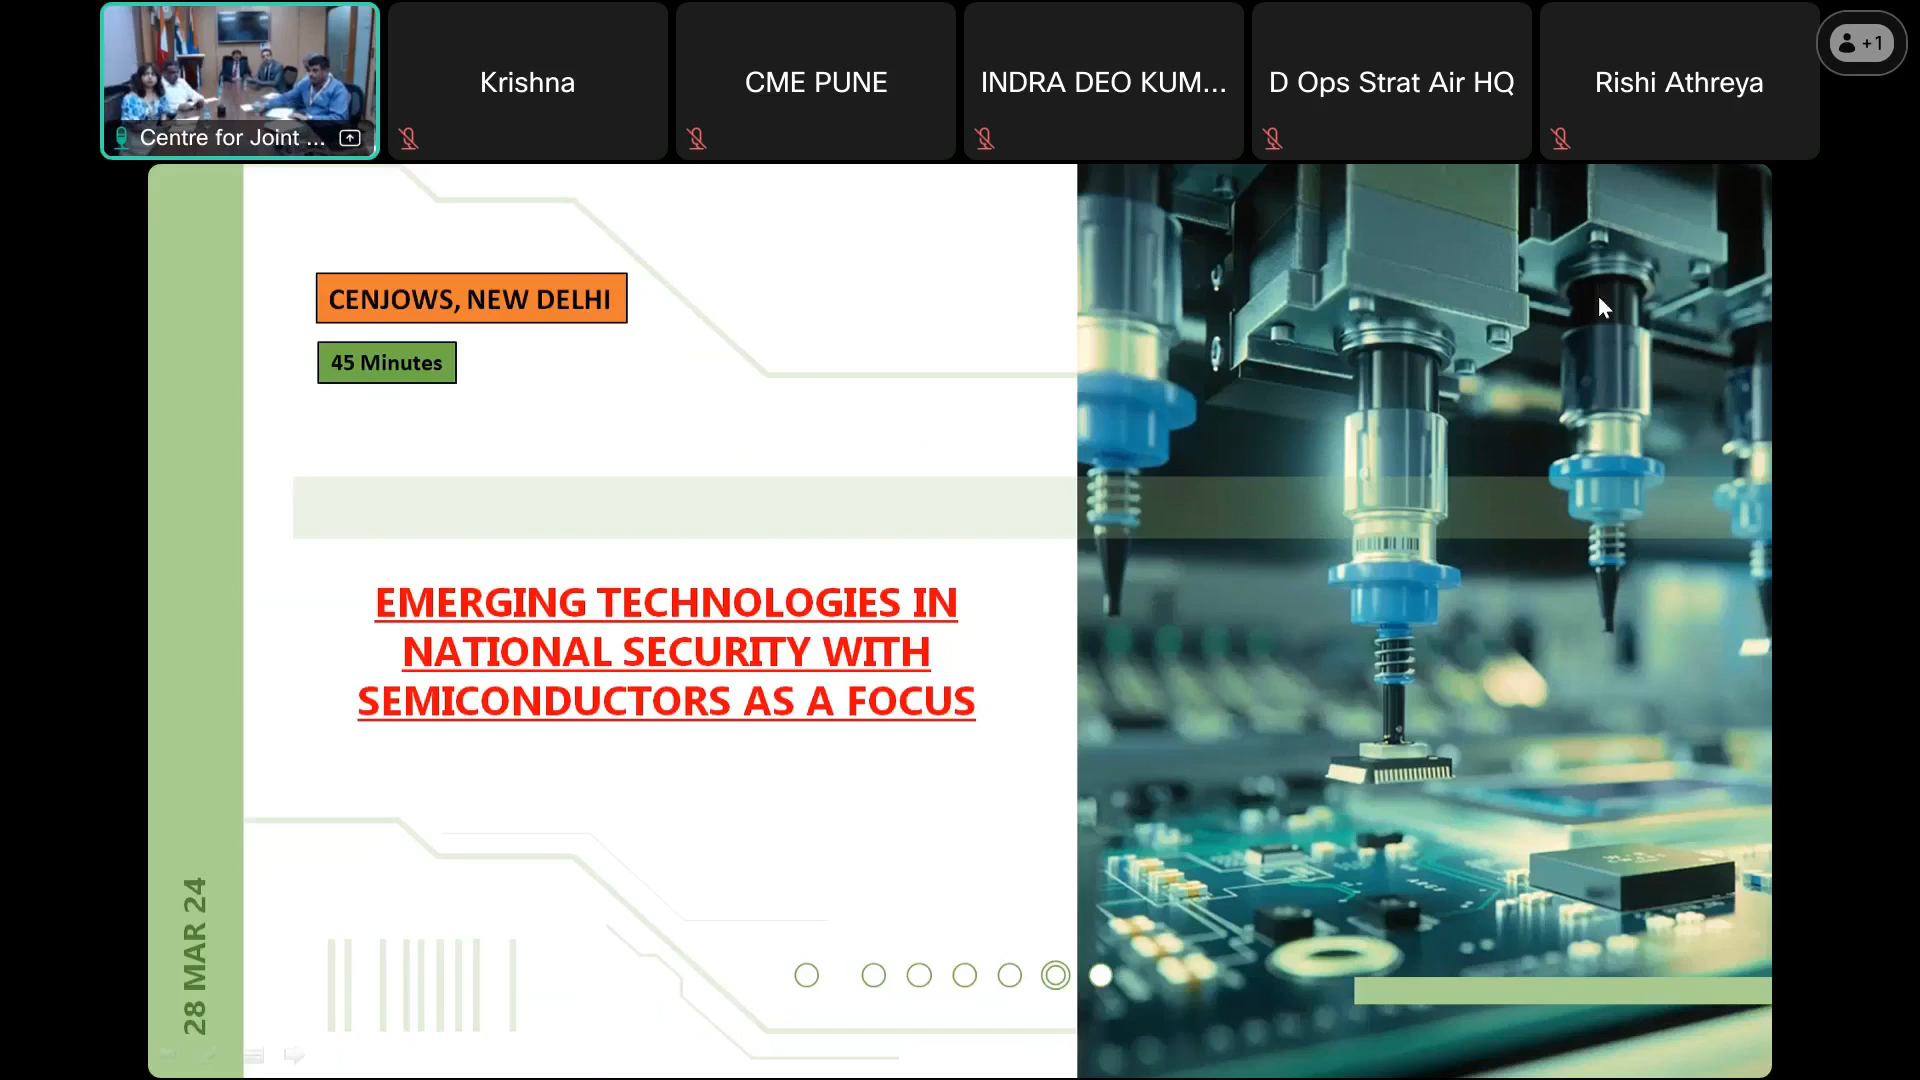 Centre for Joint ...
Krishna
CME PUNE
INDRA DEO KUM...
D Ops Strat Air HQ
Rishi Athreya
+1
CENJOWS, NEW DELHI
45 Minutes
EMERGING TECHNOLOGIES IN
NATIONAL SECURITY WITH
SEMICONDUCTORS AS A FOCUS
28 MAR 24